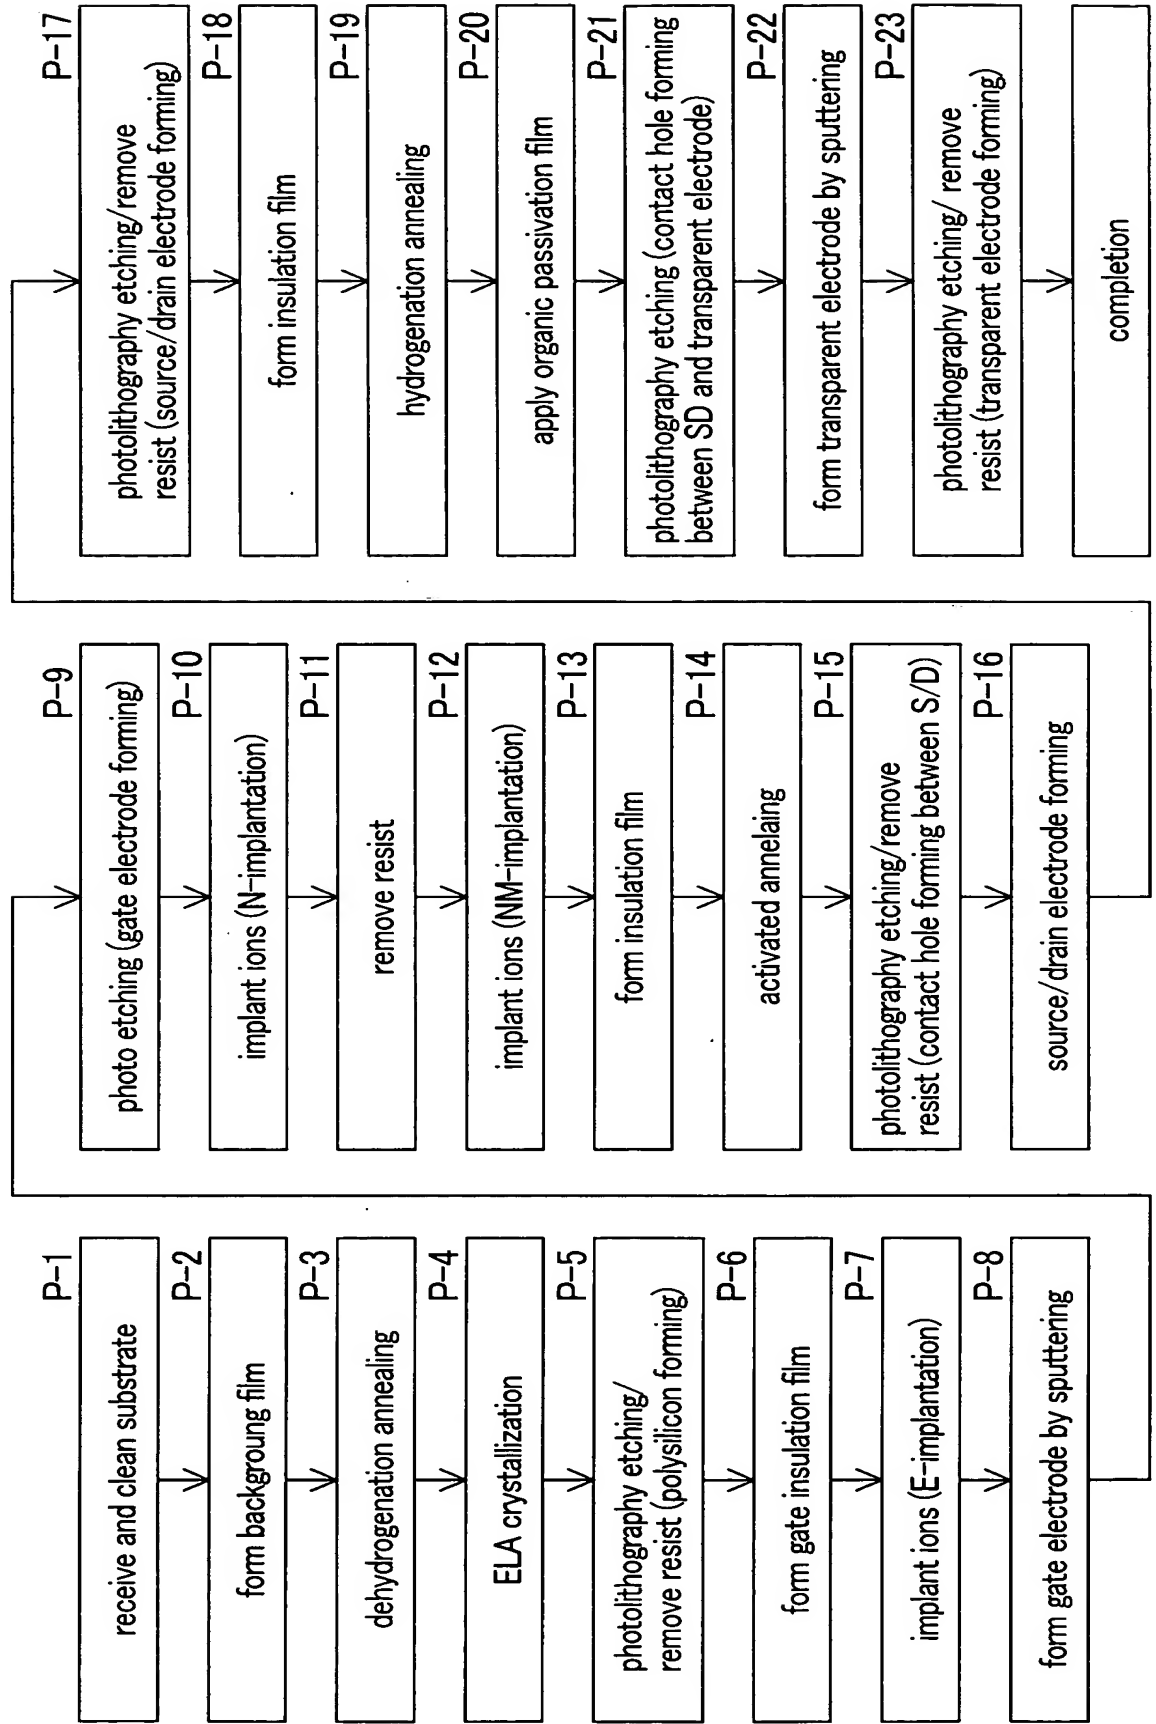 P-1
receive and clean substrate
P-2
form backgroung film
P-3
dehydrogenation annealing
P-4
ELA crystallization
P-5
photolithography etching/
remove resist (polysilicon forming)
P-6
form gate insulation film
P-7
implant ions (E-implantation)
P-8
form gate electrode by sputtering
P-9
photo etching (gate electrode forming)
P-10
implant ions (N-implantation)
P-11
remove resist
P-12
implant ions (NM-implantation)
P-13
form insulation film
P-14
activated annelaing
P-15
photolithography etching/remove
resist (contact hole forming between S/D)
P-16
source/drain electrode forming
P-17
photolithography etching/remove
resist (source/drain electrode forming)
P-18
form insulation film
P-19
hydrogenation annealing
P-20
apply organic passivation film
P-21
photolithography etching (contact hole forming
between SD and transparent electrode)
P-22
form transparent electrode by sputtering
P-23
photolithography etching/ remove
resist (transparent electrode forming)
completion